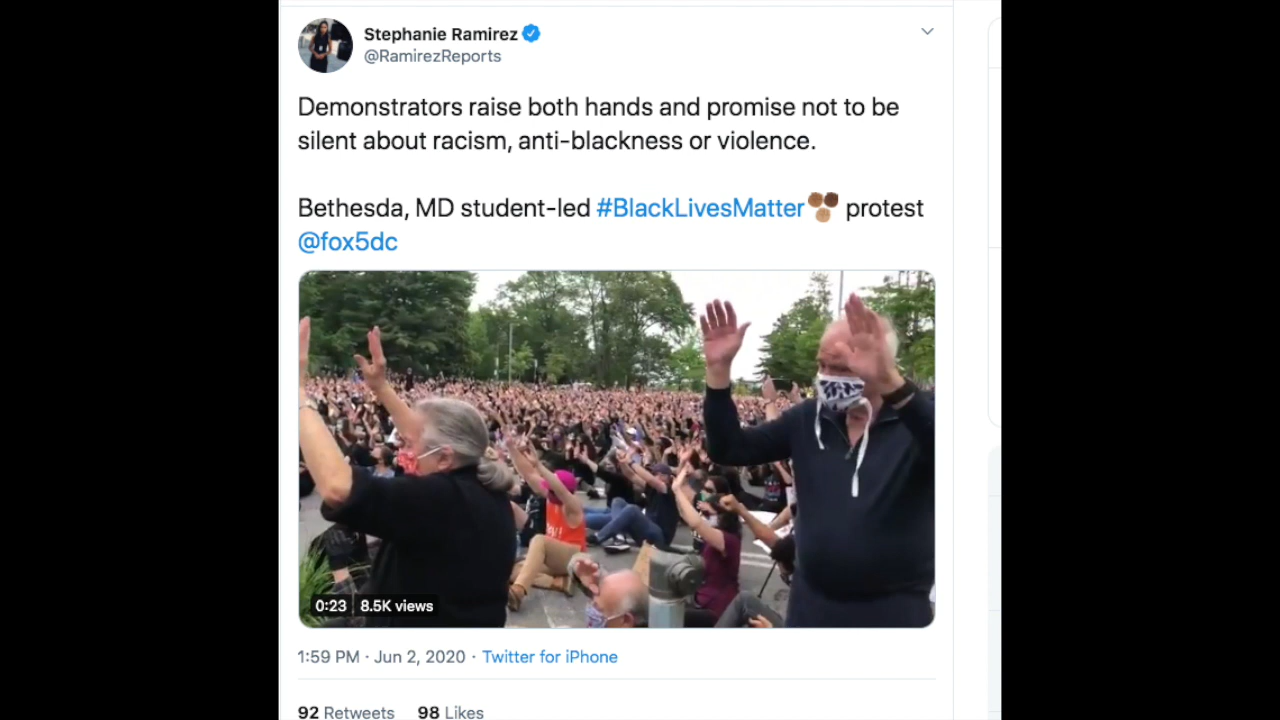 Stephanie Ramirez
@RamirezReports
Demonstrators raise both hands and promise not to be
silent about racism, anti-blackness or violence.
Bethesda, MD student-led #BlackLivesMatter protest
@fox5dc
0:23 8.5K views
1:59 PM · Jun 2, 2020 · Twitter for iPhone
92 Retweets 98 Likes